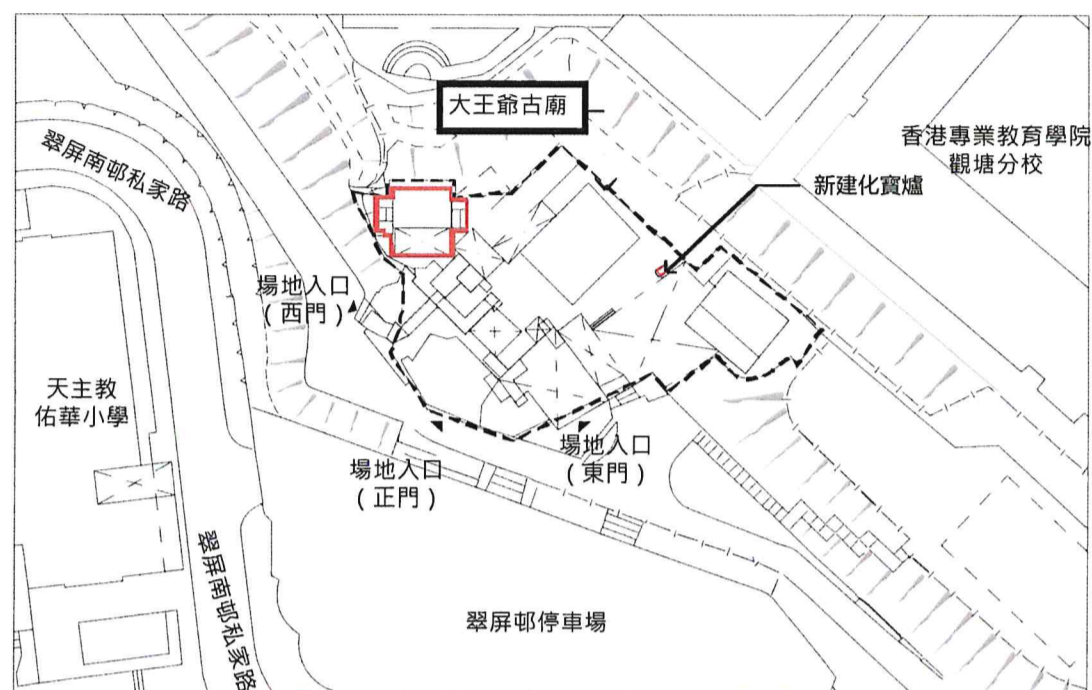 大王爺古廟
香港專業教育學院
觀塘分校
新建化寳爐
翠屏南邨私家路
場地入口
（西門）
天主教
佑華小學
場地入口
（正門）
場地入口
（東門）
翠屏南邨私家路
翠屏邨停車場